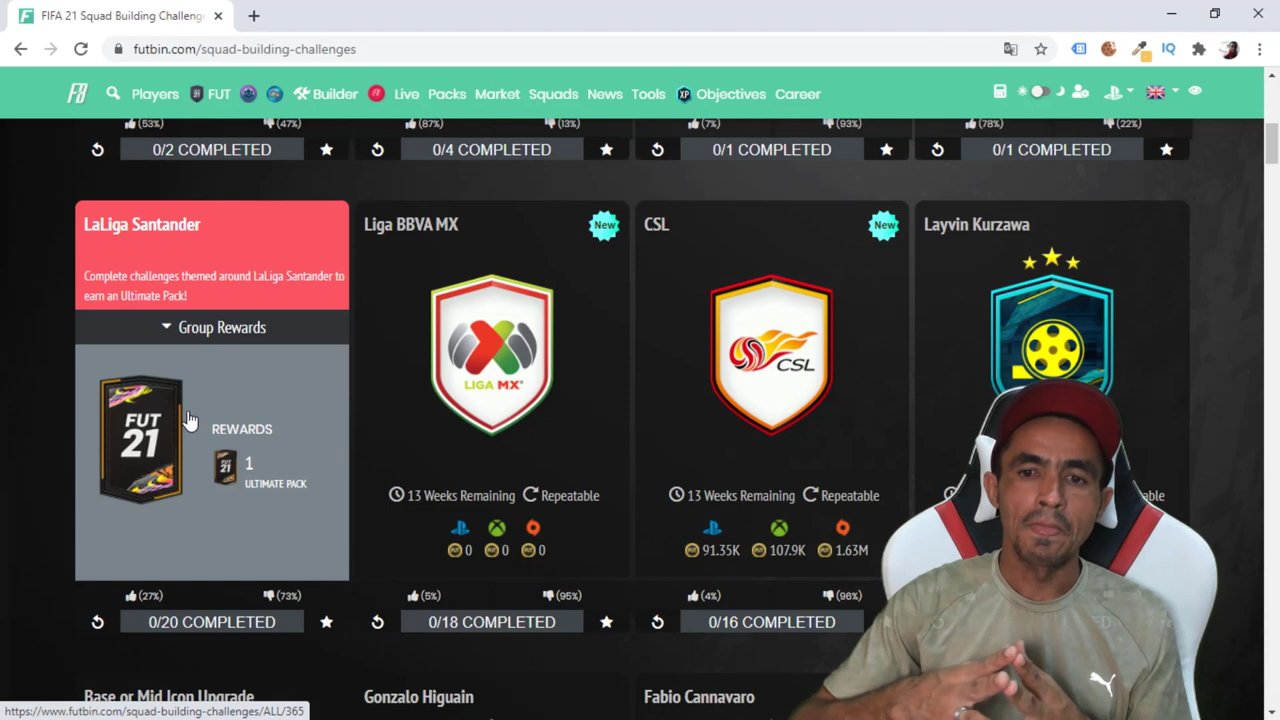 FIFA 21 Squad Building Challeng
futbin.com/squad-building-challenges
IQ
FB Players FUT Builder Live Packs Market Squads News Tools XP Objectives Career
(53%) (47%) (87%) (13%) (7%) (93%) (78%) (22%)
0/2 COMPLETED 0/4 COMPLETED 0/1 COMPLETED 0/1 COMPLETED
LaLiga Santander
Complete challenges themed around LaLiga Santander to
earn an Ultimate Pack!
Group Rewards
FUT
21
REWARDS
FUT
21
1
ULTIMATE PACK
(27%) (73%)
0/20 COMPLETED
Liga BBVA MX
New
LIGA MX
13 Weeks Remaining Repeatable
0 0 0
(5%) (95%)
0/18 COMPLETED
CSL
New
CSL
13 Weeks Remaining Repeatable
91.35K 107.9K 1.63M
(4%) (96%)
0/16 COMPLETED
Layvin Kurzawa
Base or Mid Icon Upgrade Gonzalo Higuain Fabio Cannavaro
https://www.futbin.com/squad-building-challenges/ALL/365